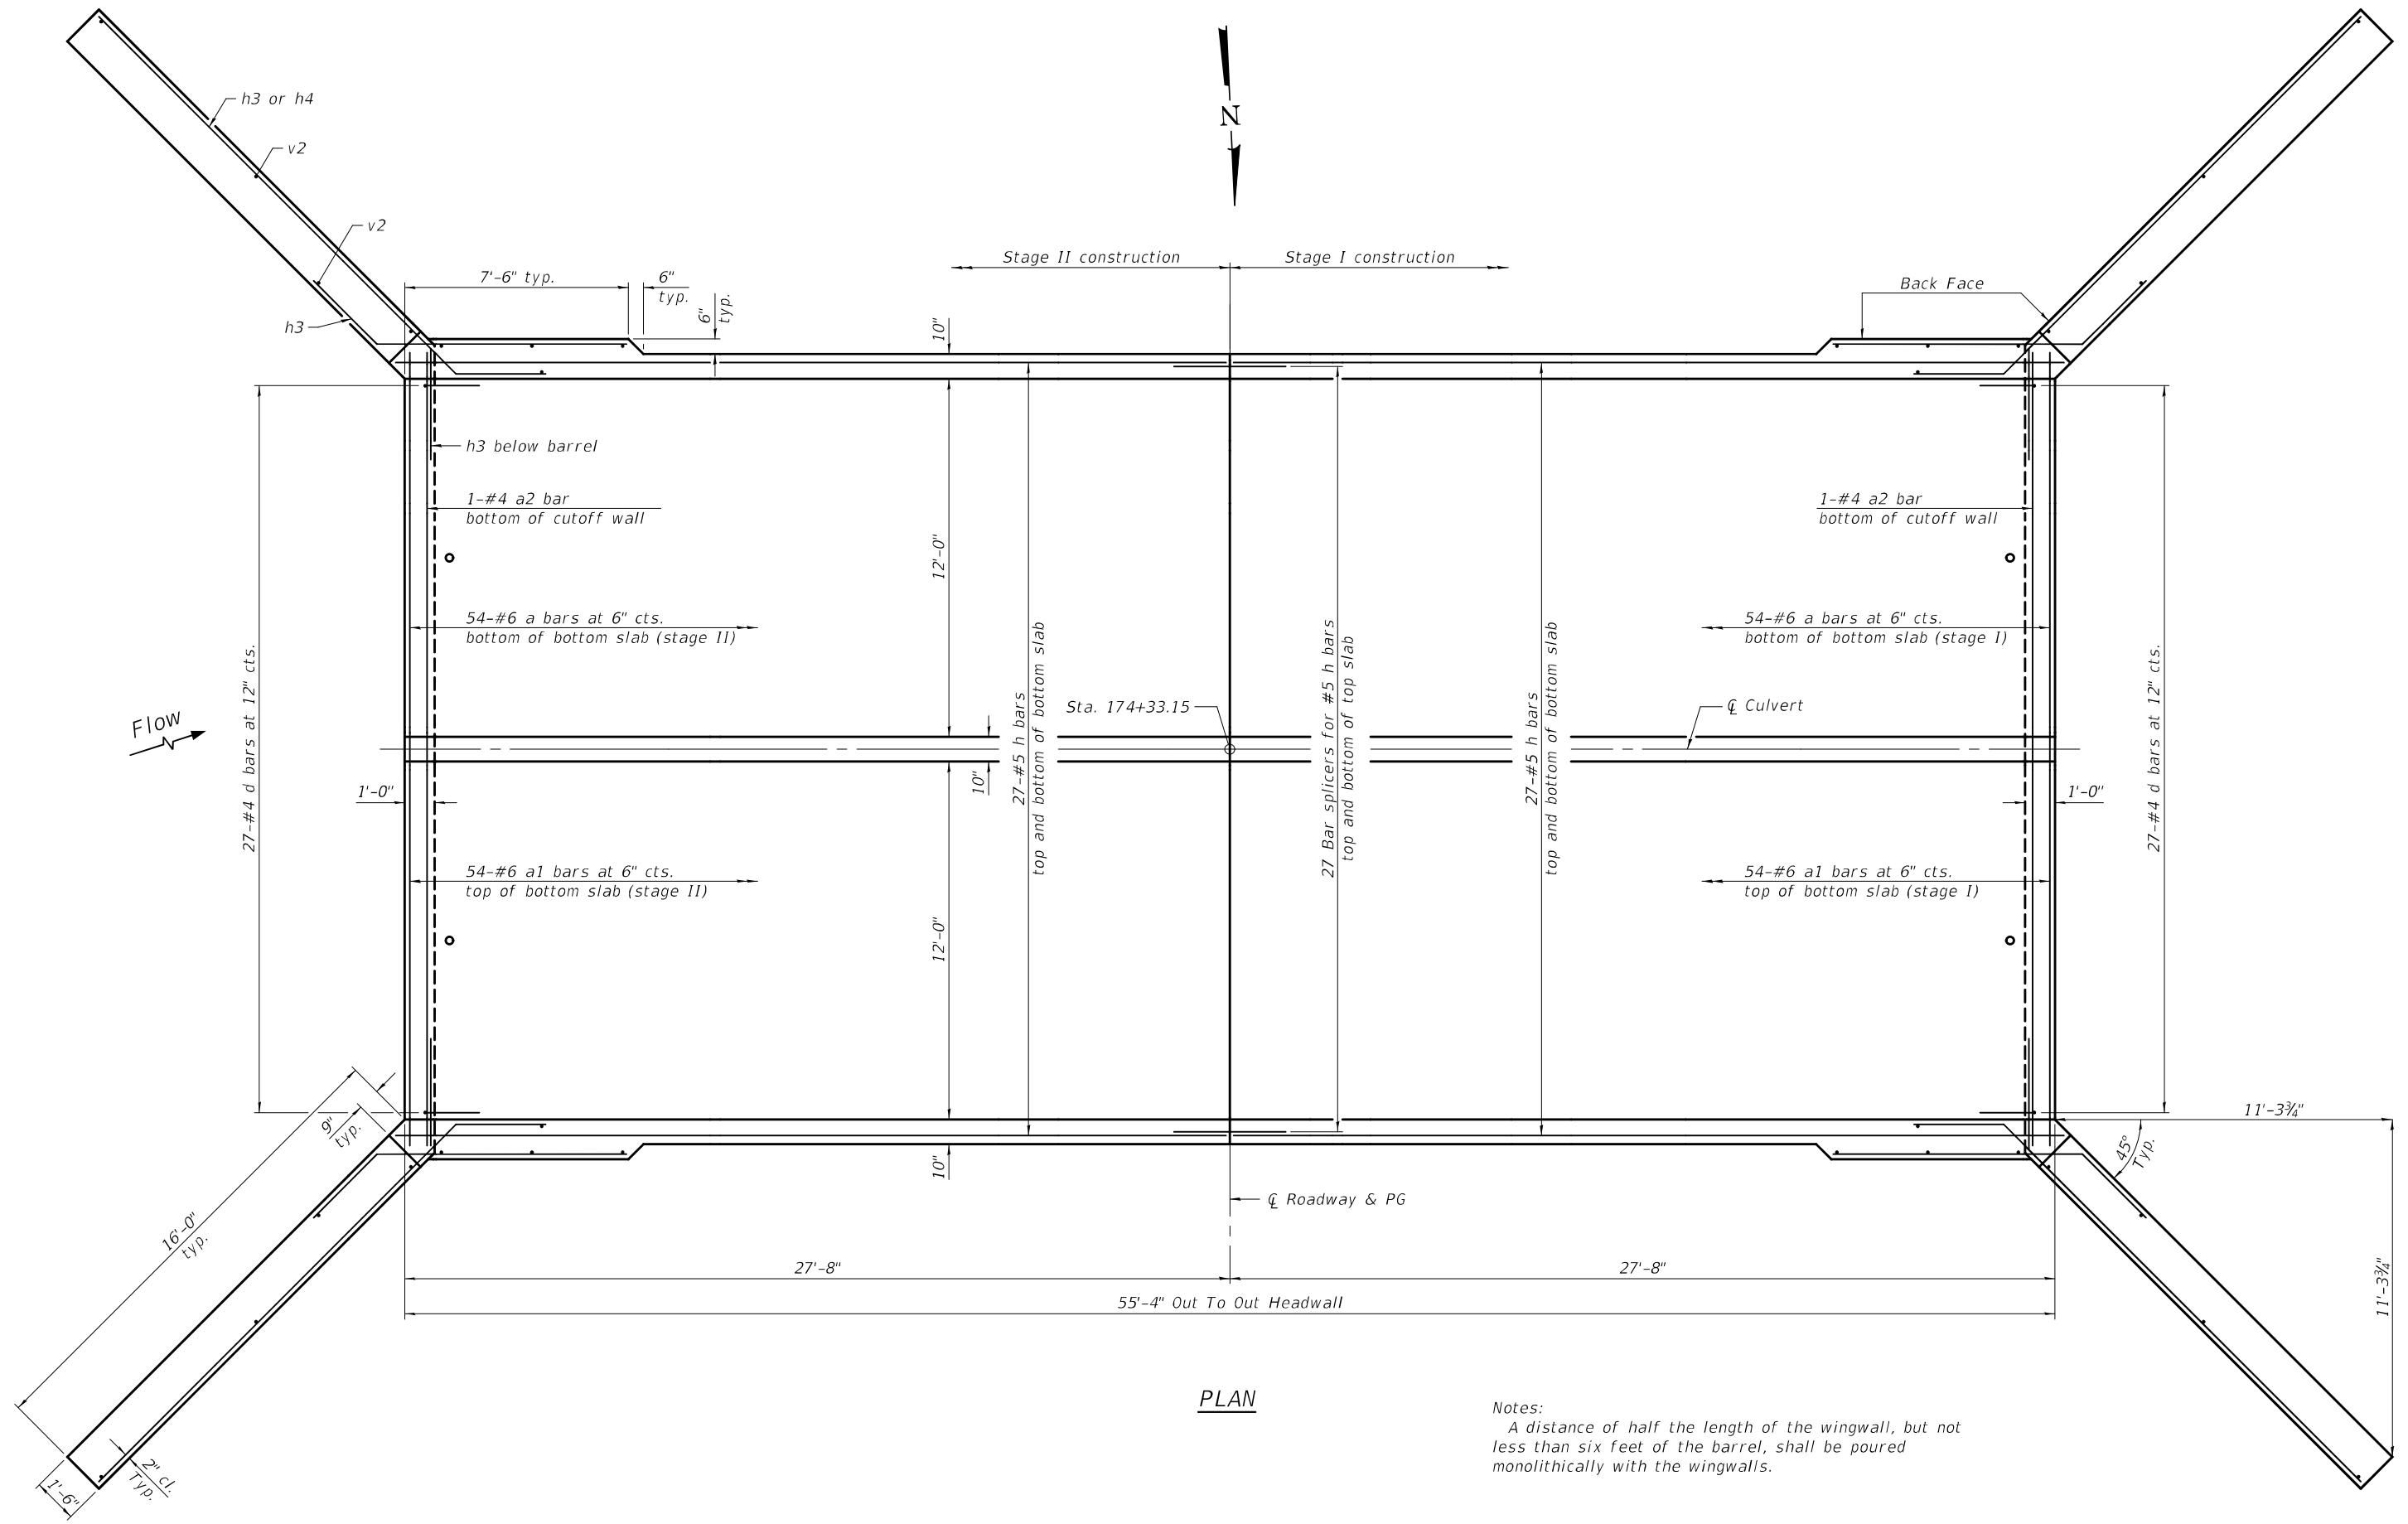 h3 or h4
N
v2
v2
Stage II construction
Stage I construction
7'-6" typ.
6"
typ.
6"
typ.
10"
Back Face
h3
h3 below barrel
1-#4 a2 bar
bottom of cutoff wall
1-#4 a2 bar
bottom of cutoff wall
12'-0"
54-#6 a bars at 6" cts.
bottom of bottom slab (stage II)
54-#6 a bars at 6" cts.
bottom of bottom slab (stage I)
27-#4 d bars at 12" cts.
27-#5 h bars
top and bottom of bottom slab
27 Bar splicers for #5 h bars
top and bottom of top slab
27-#5 h bars
top and bottom of bottom slab
27-#4 d bars at 12" cts.
Flow
Sta. 174+33.15
℄ Culvert
10"
1'-0"
1'-0"
54-#6 a1 bars at 6" cts.
top of bottom slab (stage II)
54-#6 a1 bars at 6" cts.
top of bottom slab (stage I)
12'-0"
9"
typ.
11'-3¾"
45°
Typ.
10"
℄ Roadway & PG
16'-0"
typ.
27'-8"
27'-8"
11'-3¾"
55'-4" Out To Out Headwall
2" cl.
Typ.
1'-6"
PLAN
Notes:
A distance of half the length of the wingwall, but not
less than six feet of the barrel, shall be poured
monolithically with the wingwalls.